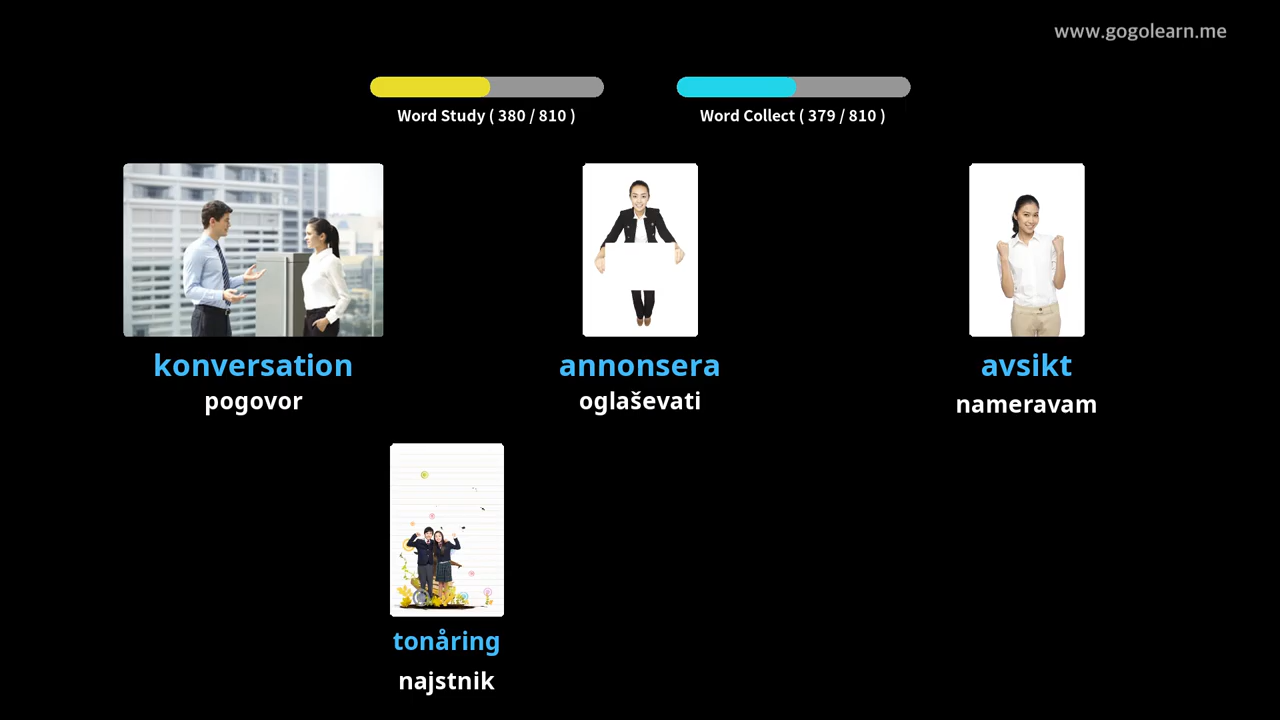 www.gogolearn.me
Word Study ( 380 / 810 )
Word Collect ( 379 / 810 )
konversation
pogovor
annonsera
oglaševati
avsikt
nameravam
tonåring
najstnik